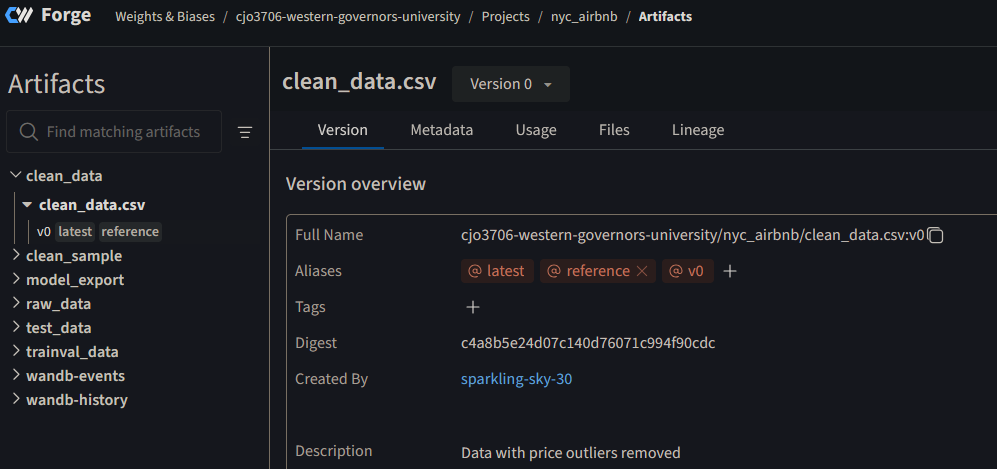 Forge Weights & Biases / cjo3706-western-governors-university / Projects / nyc_airbnb / Artifacts
Artifacts
Find matching artifacts
clean_data
clean_data.csv
v0 latest reference
clean_sample
model_export
raw_data
test_data
trainval_data
wandb-events
wandb-history
clean_data.csv Version 0
Version Metadata Usage Files Lineage
Version overview
Full Name cjo3706-western-governors-university/nyc_airbnb/clean_data.csv:v0
Aliases @ latest @ reference @ v0
Tags
Digest c4a8b5e24d07c140d76071c994f90cdc
Created By sparkling-sky-30
Description Data with price outliers removed